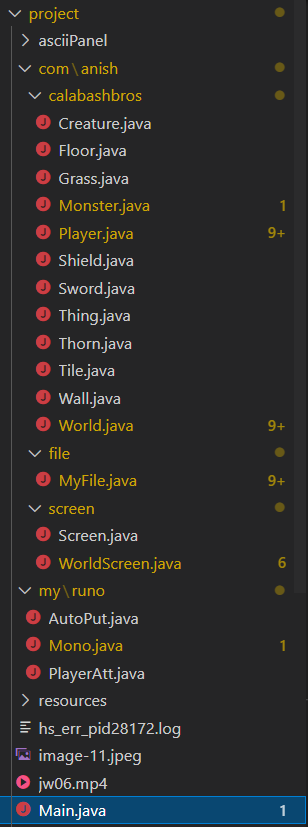 project
asciiPanel
com\anish
calabashbros
Creature.java
Floor.java
Grass.java
Monster.java 1
Player.java 9+
Shield.java
Sword.java
Thing.java
Thorn.java
Tile.java
Wall.java
World.java 9+
file
MyFile.java 9+
screen
Screen.java
WorldScreen.java 6
my\runo
AutoPut.java
Mono.java 1
PlayerAtt.java
resources
hs_err_pid28172.log
image-11.jpeg
jw06.mp4
Main.java 1